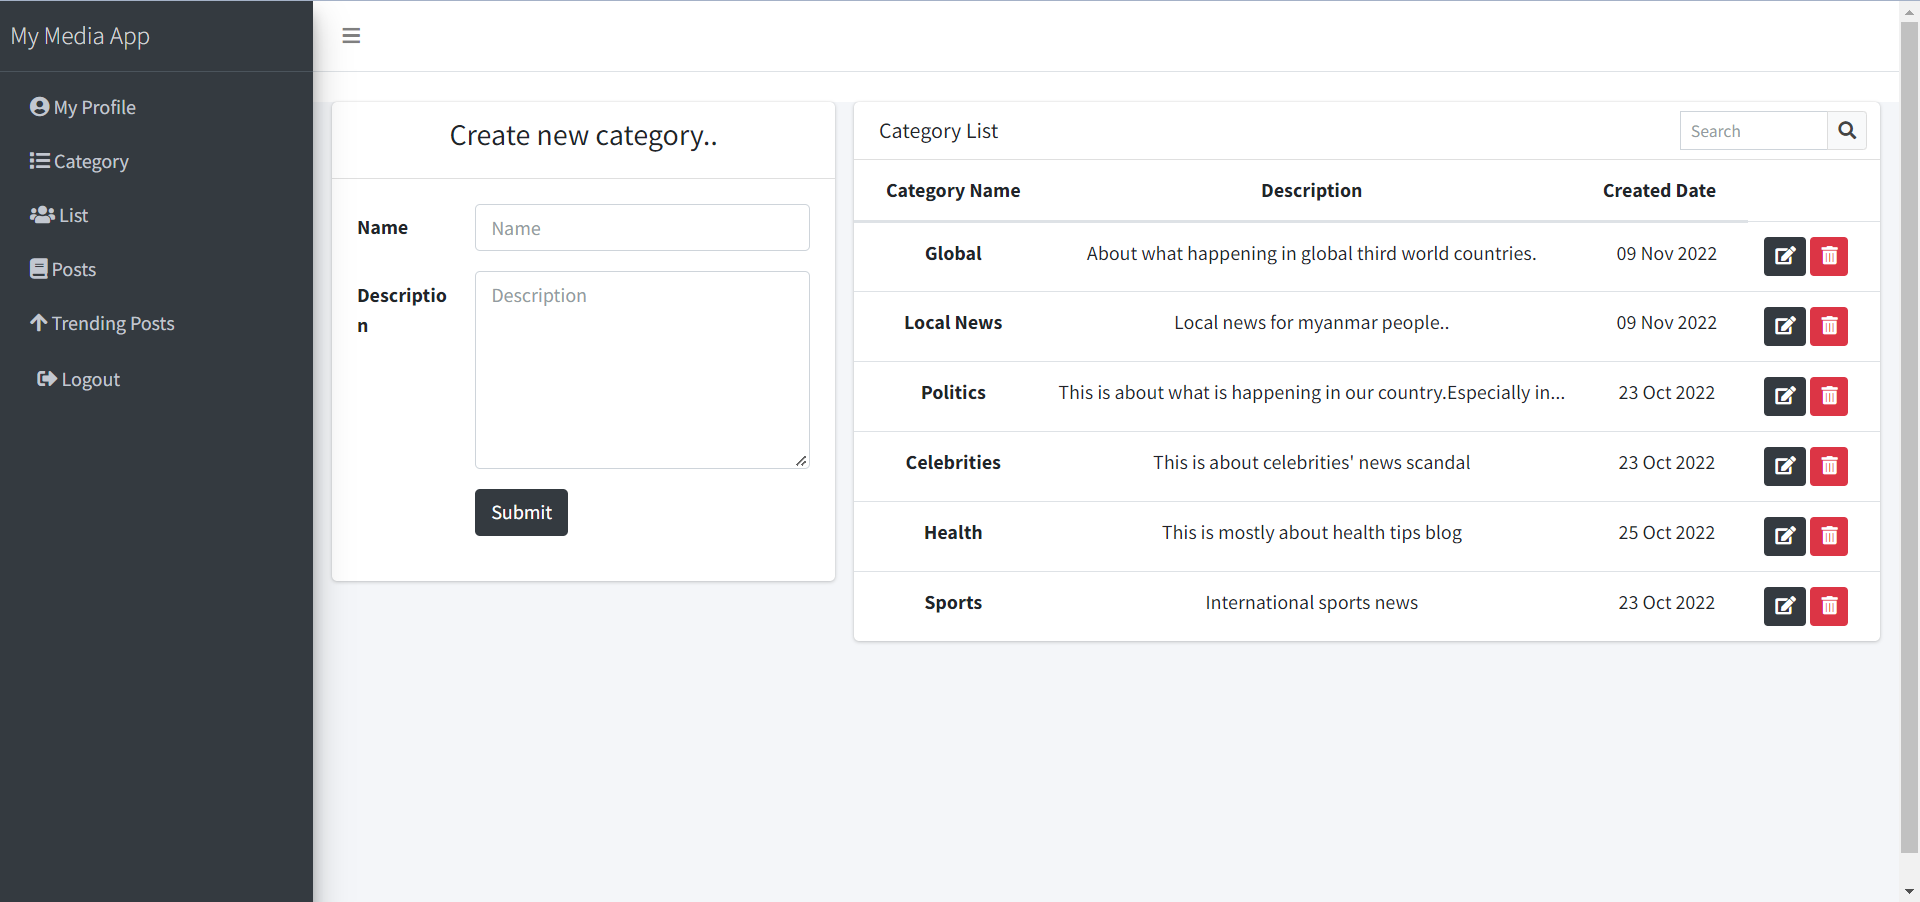 My Media App
My Profile
Category
List
Posts
Trending Posts
Logout
Create new category..
Name
Name
Descriptio
n
Description
Submit
Category List
Search
Category Name Description Created Date
Global About what happening in global third world countries. 09 Nov 2022
Local News Local news for myanmar people.. 09 Nov 2022
Politics This is about what is happening in our country.Especially in... 23 Oct 2022
Celebrities This is about celebrities' news scandal 23 Oct 2022
Health This is mostly about health tips blog 25 Oct 2022
Sports International sports news 23 Oct 2022